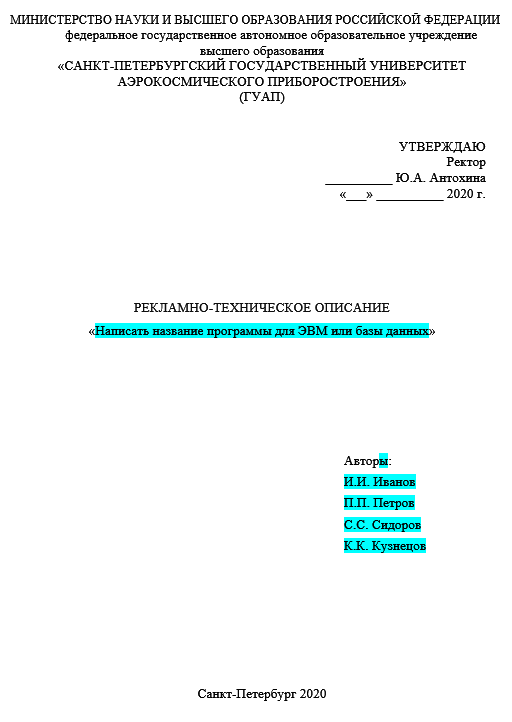 МИНИСТЕРСТВО НАУКИ И ВЫСШЕГО ОБРАЗОВАНИЯ РОССИЙСКОЙ ФЕДЕРАЦИИ
федеральное государственное автономное образовательное учреждение
высшего образования
«САНКТ-ПЕТЕРБУРГСКИЙ ГОСУДАРСТВЕННЫЙ УНИВЕРСИТЕТ
АЭРОКОСМИЧЕСКОГО ПРИБОРОСТРОЕНИЯ»
(ГУАП)
УТВЕРЖДАЮ
Ректор
__________ Ю.А. Антохина
«___» __________ 2020 г.
РЕКЛАМНО-ТЕХНИЧЕСКОЕ ОПИСАНИЕ
«Написать название программы для ЭВМ или базы данных»
Авторы:
И.И. Иванов
П.П. Петров
С.С. Сидоров
К.К. Кузнецов
Санкт-Петербург 2020